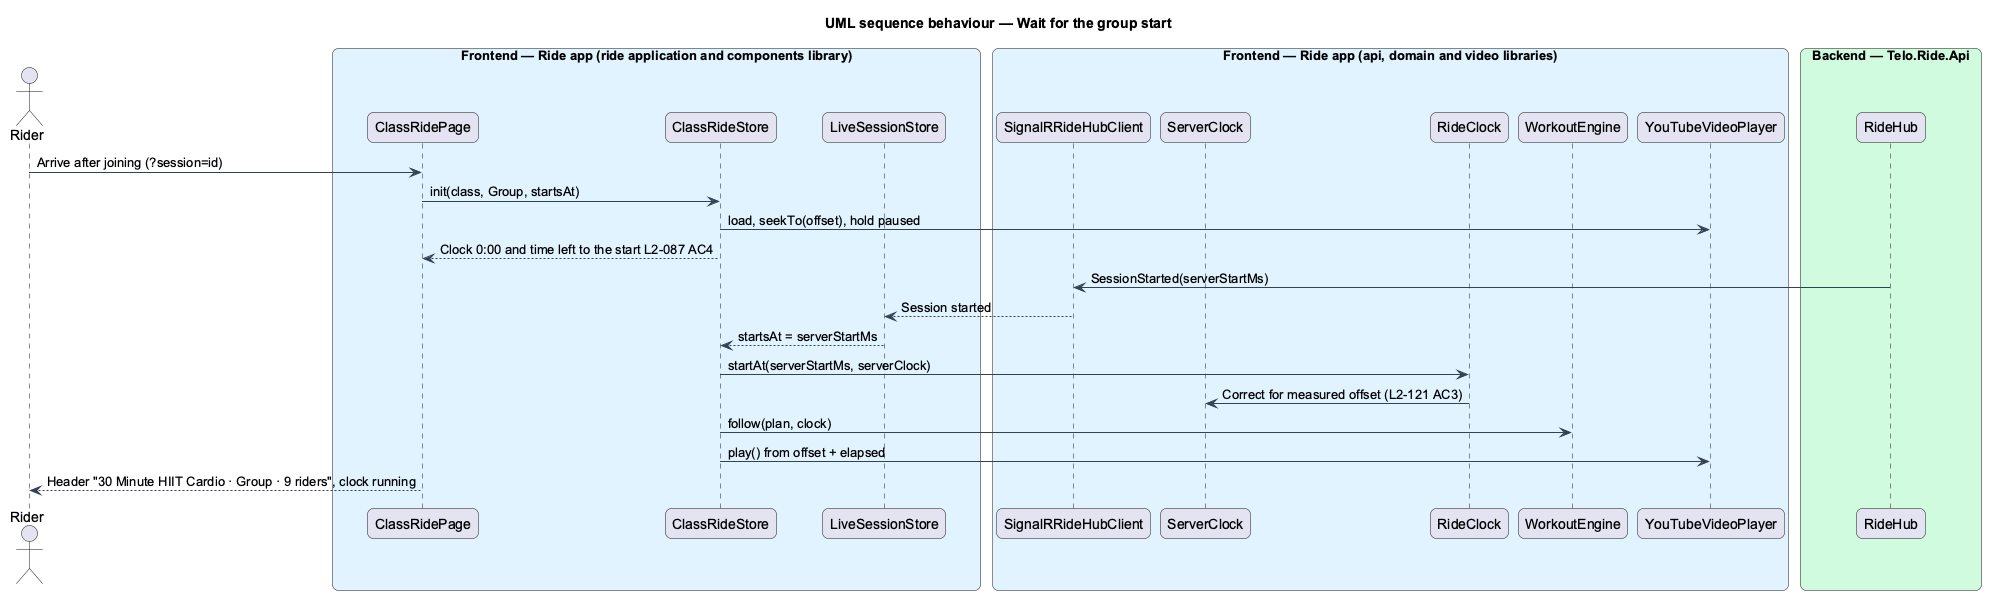 UML sequence behaviour — Wait for the group start
Frontend — Ride app (ride application and components library)
Frontend — Ride app (api, domain and video libraries)
Backend — Telo.Ride.Api
Rider
ClassRidePage
ClassRideStore
LiveSessionStore
SignalRRideHubClient
ServerClock
RideClock
WorkoutEngine
YouTubeVideoPlayer
RideHub
Arrive after joining (?session=id)
init(class, Group, startsAt)
load, seekTo(offset), hold paused
Clock 0:00 and time left to the start L2-087 AC4
SessionStarted(serverStartMs)
Session started
startsAt = serverStartMs
startAt(serverStartMs, serverClock)
Correct for measured offset (L2-121 AC3)
follow(plan, clock)
play() from offset + elapsed
Header "30 Minute HIIT Cardio · Group · 9 riders", clock running
Rider
ClassRidePage
ClassRideStore
LiveSessionStore
SignalRRideHubClient
ServerClock
RideClock
WorkoutEngine
YouTubeVideoPlayer
RideHub